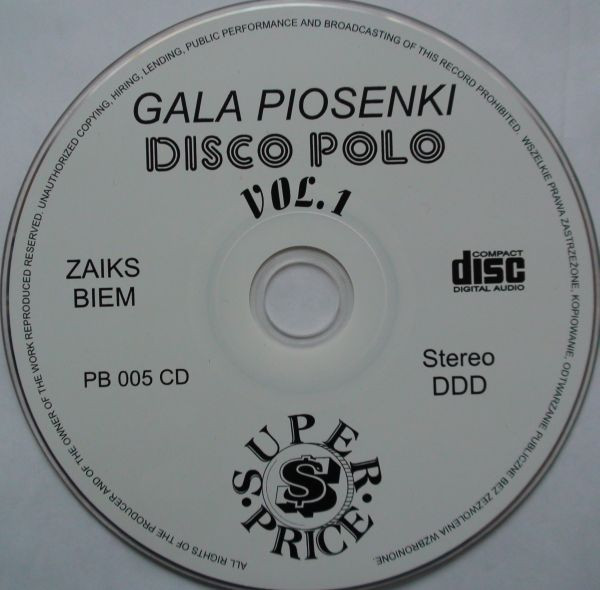 GALA PIOSENKI
DISCO POLO
VOL.1
ZAIKS
BIEM
COMPACT
disc
DIGITAL AUDIO
PB 005 CD
Stereo
DDD
SUPER
PRICE
$
ALL RIGHTS OF THE PRODUCER AND OF THE OWNER OF THE WORK REPRODUCED RESERVED. UNAUTHORIZED COPYING, HIRING, LENDING, PUBLIC PERFORMANCE AND BROADCASTING OF THIS RECORD PROHIBITED. WSZELKIE PRAWA ZASTRZEŻONE, KOPIOWANIE, ODTWARZANIE PUBLICZNE BEZ ZEZWOLENIA WZBRONIONE.